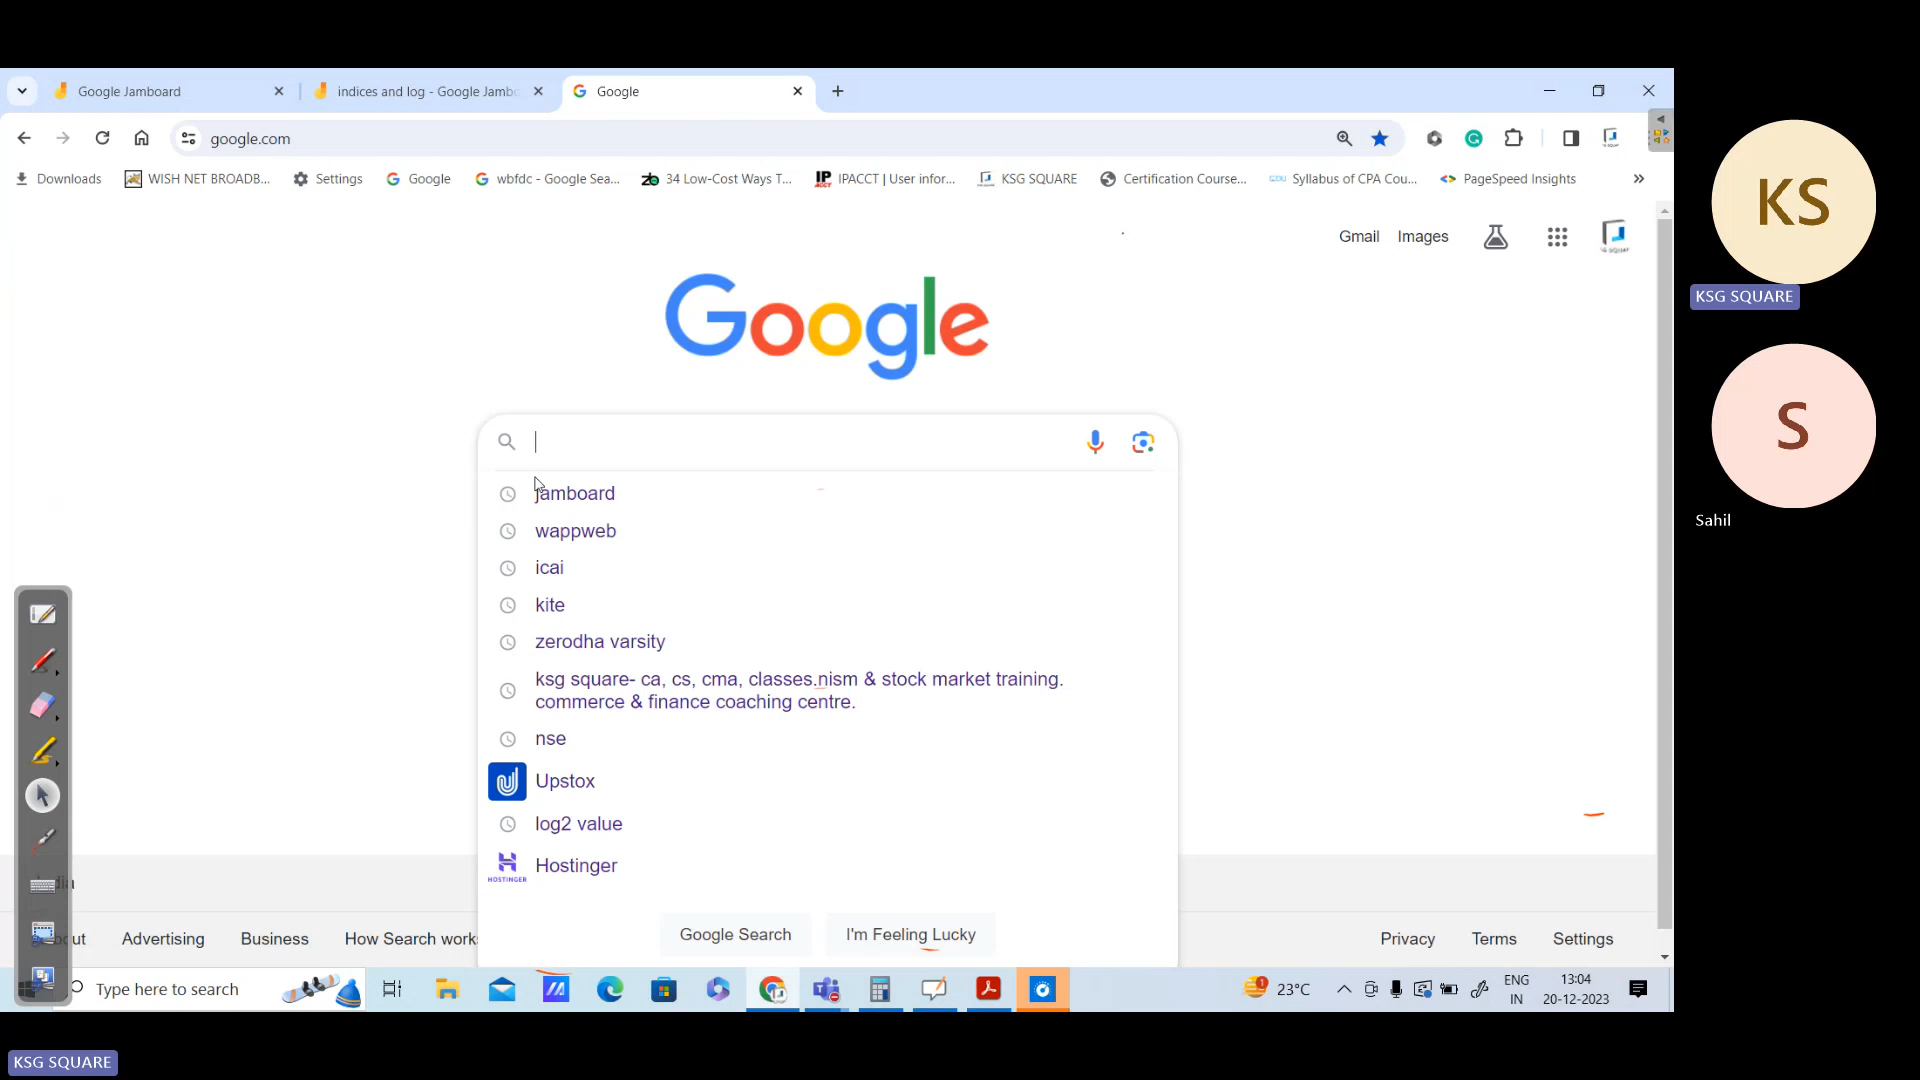 Google Jamboard
indices and log - Google Jambo
Google
google.com
Downloads
WISH NET BROADB...
Settings
Google
wbfdc - Google Sea...
34 Low-Cost Ways T...
IPACCT | User infor...
KSG SQUARE
Certification Course...
Syllabus of CPA Cou...
PageSpeed Insights
Gmail
Images
Google
jamboard
wappweb
icai
kite
zerodha varsity
ksg square- ca, cs, cma, classes.nism & stock market training.
commerce & finance coaching centre.
nse
Upstox
log2 value
HOSTINGER
Hostinger
Google Search
I'm Feeling Lucky
Advertising
Business
How Search works
Privacy
Terms
Settings
Type here to search
23°C
ENG
IN
13:04
20-12-2023
KS
KSG SQUARE
S
Sahil
KSG SQUARE